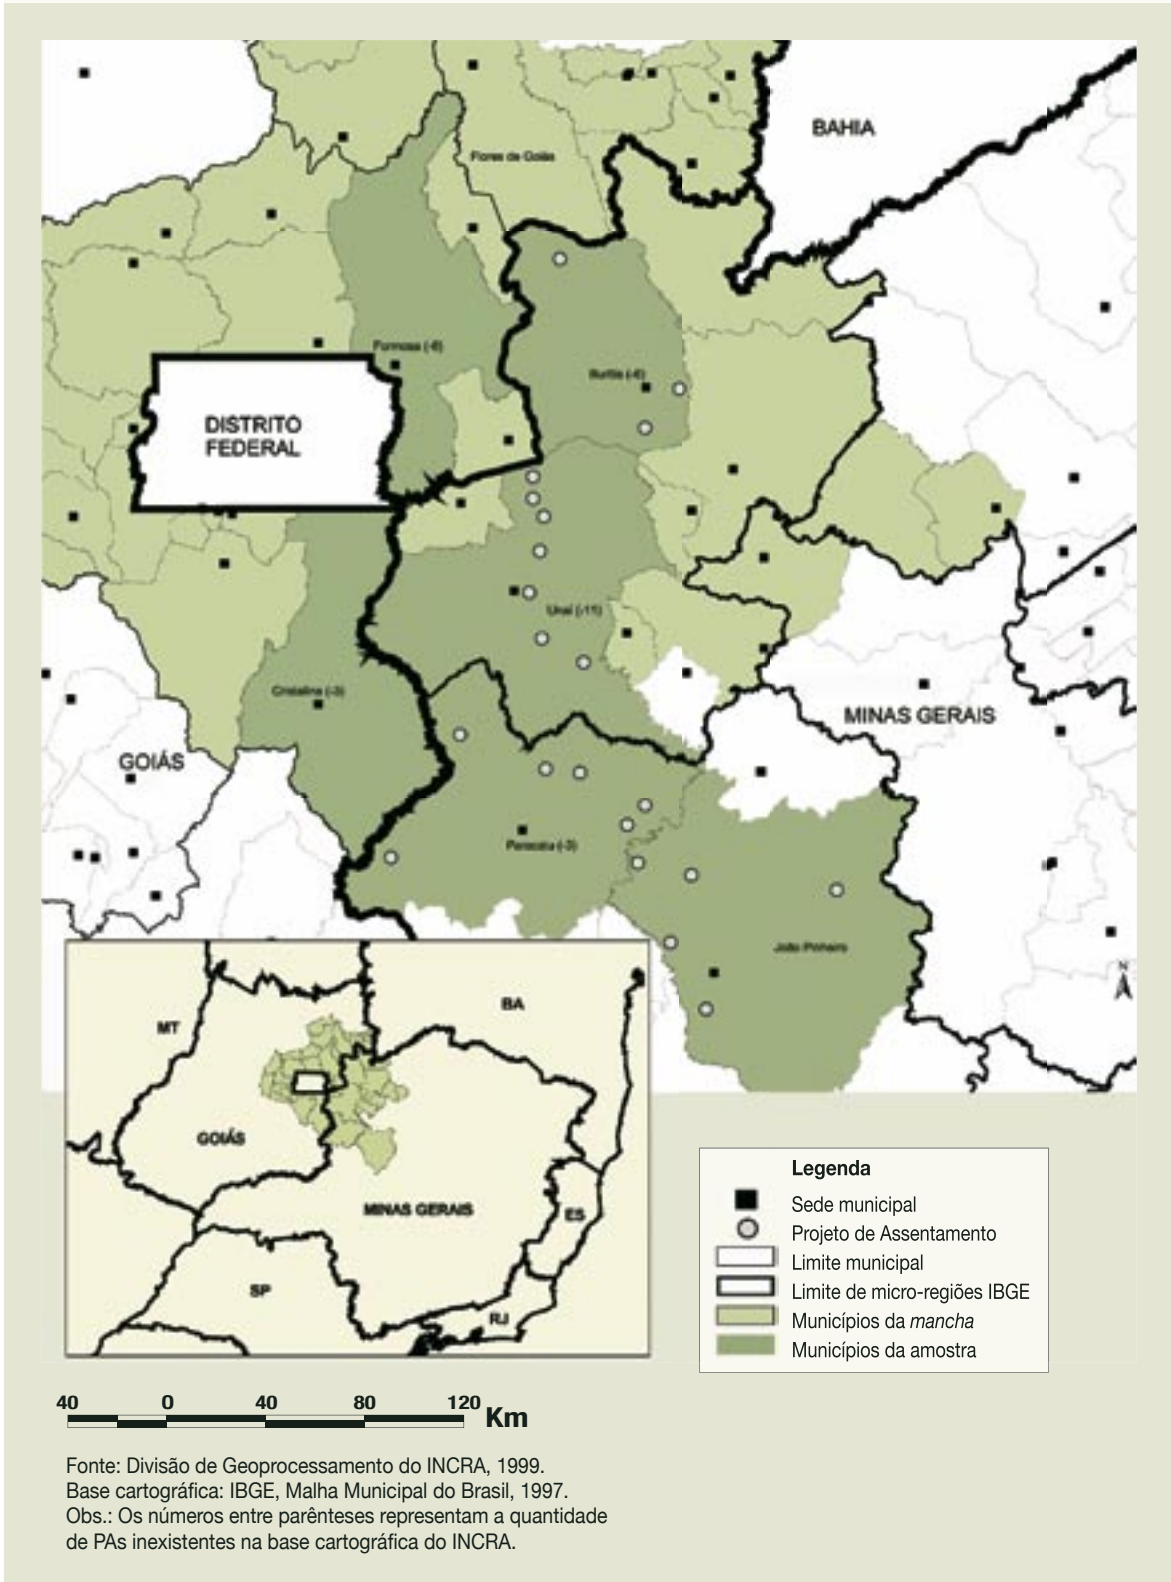 BAHIA
Flores de Goiás
Formosa (-6)
Buritis (-6)
DISTRITO
FEDERAL
Unaí (-11)
Cristalina (-3)
MINAS GERAIS
GOIÁS
Paracatu (-3)
João Pinheiro
N
MT
BA
GOIÁS
MINAS GERAIS
ES
SP
RJ
Legenda
Sede municipal
Projeto de Assentamento
Limite municipal
Limite de micro-regiões IBGE
Municípios da mancha
Municípios da amostra
40 0 40 80 120 Km
Fonte: Divisão de Geoprocessamento do INCRA, 1999.
Base cartográfica: IBGE, Malha Municipal do Brasil, 1997.
Obs.: Os números entre parênteses representam a quantidade
de PAs inexistentes na base cartográfica do INCRA.